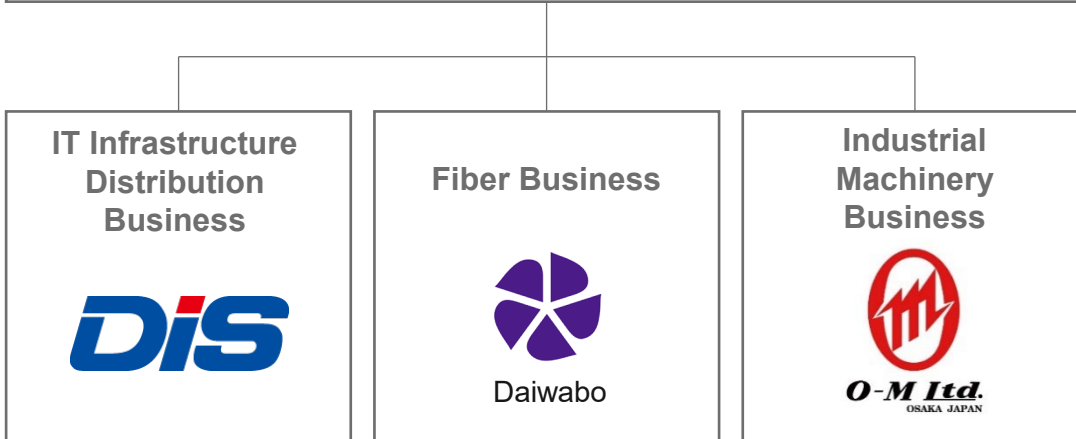 IT Infrastructure
Distribution
Business
DiS
Fiber Business
Daiwabo
Industrial
Machinery
Business
O-M Ltd.
OSAKA JAPAN